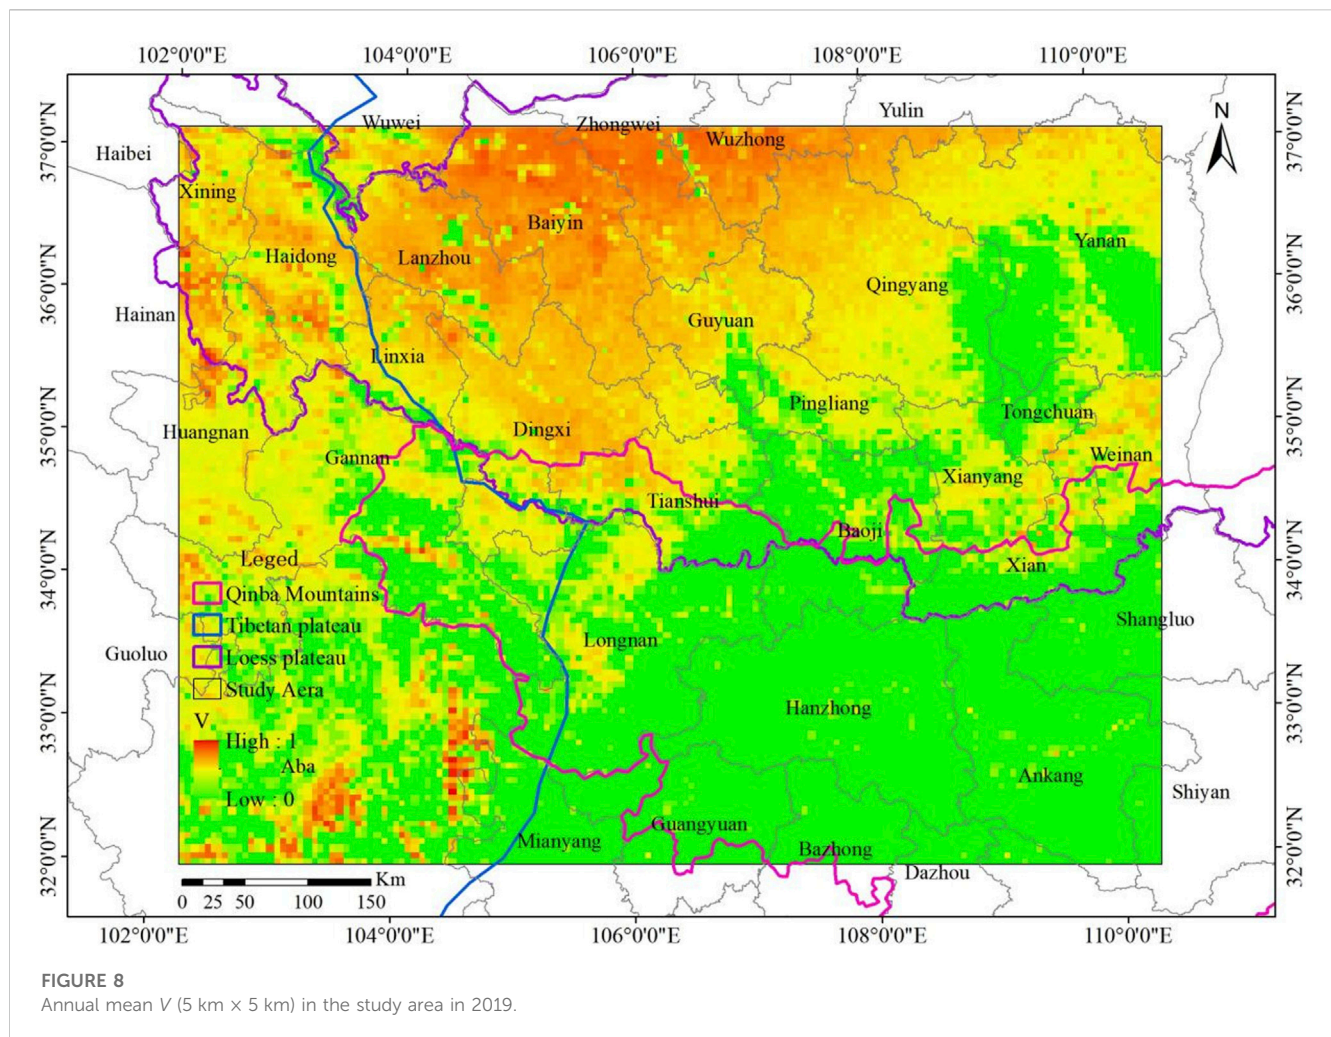 102°0'0"E 104°0'0"E 106°0'0"E 108°0'0"E 110°0'0"E
37°0'0"N
36°0'0"N
35°0'0"N
34°0'0"N
33°0'0"N
32°0'0"N
37°0'0"N
36°0'0"N
35°0'0"N
34°0'0"N
33°0'0"N
32°0'0"N
N
Yulin
Wuwei
Zhongwei
Wuzhong
Haibei
Xining
Baiyin
Yanan
Haidong
Lanzhou
Qingyang
Hainan
Guyuan
Linxia
Pingliang
Tongchuan
Huangnan
Dingxi
Gannan
Weinan
Xianyang
Tianshui
Baoji
Xian
Leged
Qinba Mountains
Tibetan plateau
Loess plateau
Study Aera
V
High : 1
Low : 0
Shangluo
Longnan
Guoluo
Hanzhong
Aba
Ankang
Shiyan
Guangyuan
Mianyang
Bazhong
Dazhou
Km
0 25 50 100 150
102°0'0"E 104°0'0"E 106°0'0"E 108°0'0"E 110°0'0"E
FIGURE 8
Annual mean V (5 km × 5 km) in the study area in 2019.